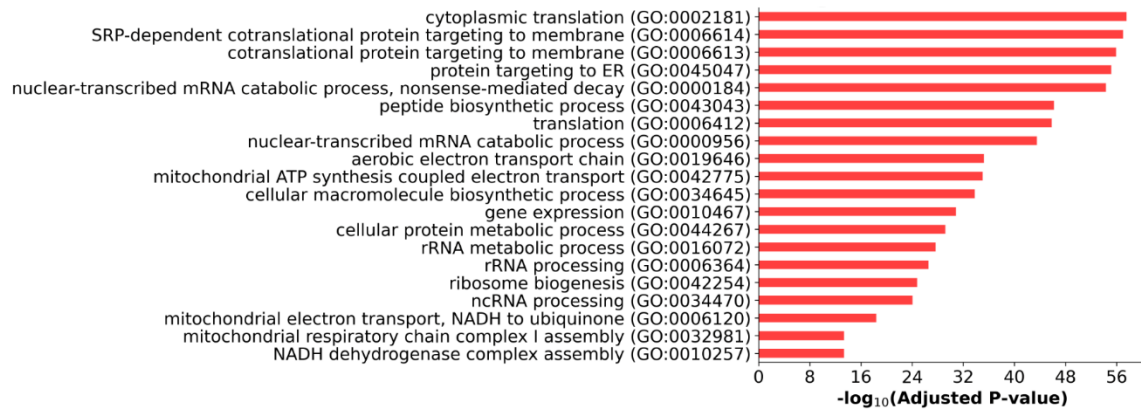 cytoplasmic translation (GO:0002181)
SRP-dependent cotranslational protein targeting to membrane (GO:0006614)
cotranslational protein targeting to membrane (GO:0006613)
protein targeting to ER (GO:0045047)
nuclear-transcribed mRNA catabolic process, nonsense-mediated decay (GO:0000184)
peptide biosynthetic process (GO:0043043)
translation (GO:0006412)
nuclear-transcribed mRNA catabolic process (GO:0000956)
aerobic electron transport chain (GO:0019646)
mitochondrial ATP synthesis coupled electron transport (GO:0042775)
cellular macromolecule biosynthetic process (GO:0034645)
gene expression (GO:0010467)
cellular protein metabolic process (GO:0044267)
rRNA metabolic process (GO:0016072)
rRNA processing (GO:0006364)
ribosome biogenesis (GO:0042254)
ncRNA processing (GO:0034470)
mitochondrial electron transport, NADH to ubiquinone (GO:0006120)
mitochondrial respiratory chain complex I assembly (GO:0032981)
NADH dehydrogenase complex assembly (GO:0010257)
0 8 16 24 32 40 48 56
-log₁₀(Adjusted P-value)